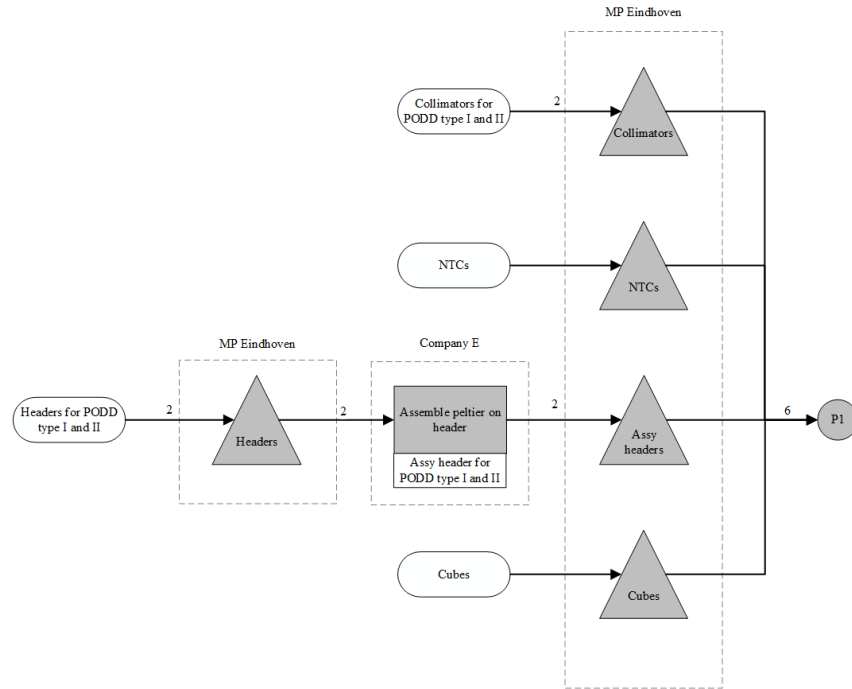 MP Eindhoven
Collimators for
PODD type I and II
2
Collimators
NTCs
NTCs
MP Eindhoven
Company E
Headers for PODD
type I and II
2
Headers
2
Assemble peltier on
header
Assy header for
PODD type I and II
2
Assy
headers
6
P1
Cubes
Cubes